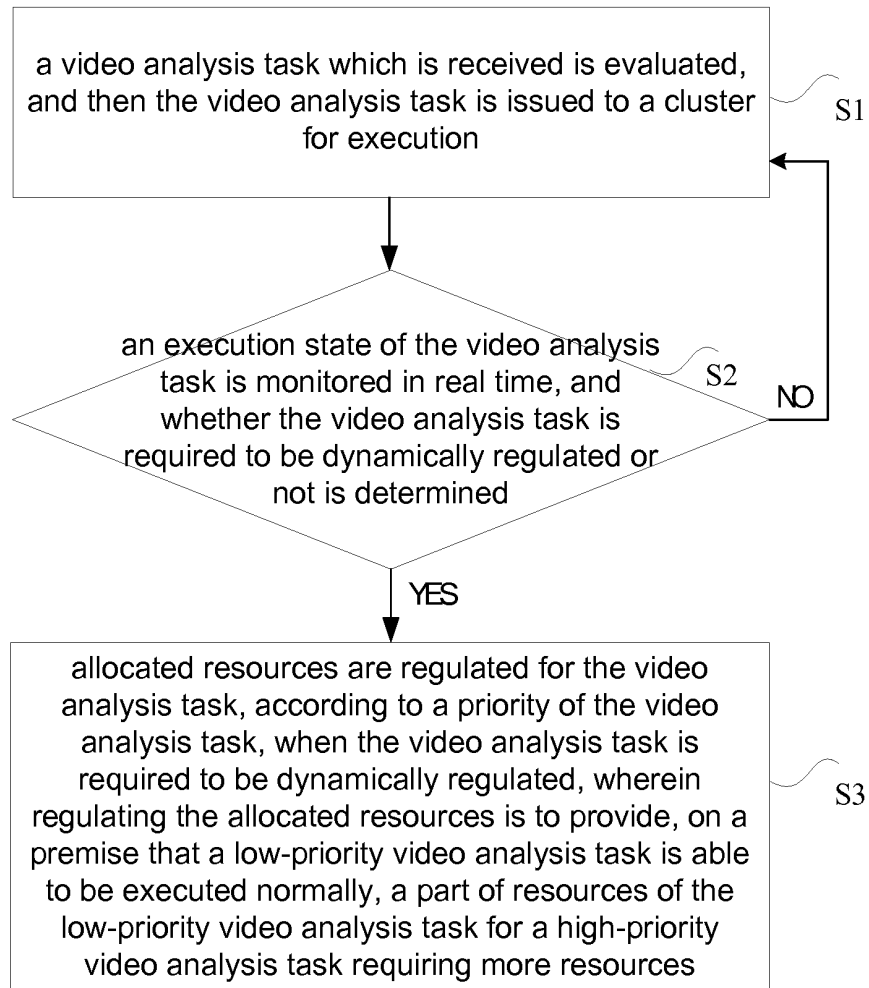 a video analysis task which is received is evaluated,
and then the video analysis task is issued to a cluster
for execution
S1
an execution state of the video analysis
task is monitored in real time, and
whether the video analysis task is
required to be dynamically regulated or
not is determined
S2
NO
YES
allocated resources are regulated for the video
analysis task, according to a priority of the video
analysis task, when the video analysis task is
required to be dynamically regulated, wherein
regulating the allocated resources is to provide, on a
premise that a low-priority video analysis task is able
to be executed normally, a part of resources of the
low-priority video analysis task for a high-priority
video analysis task requiring more resources
S3